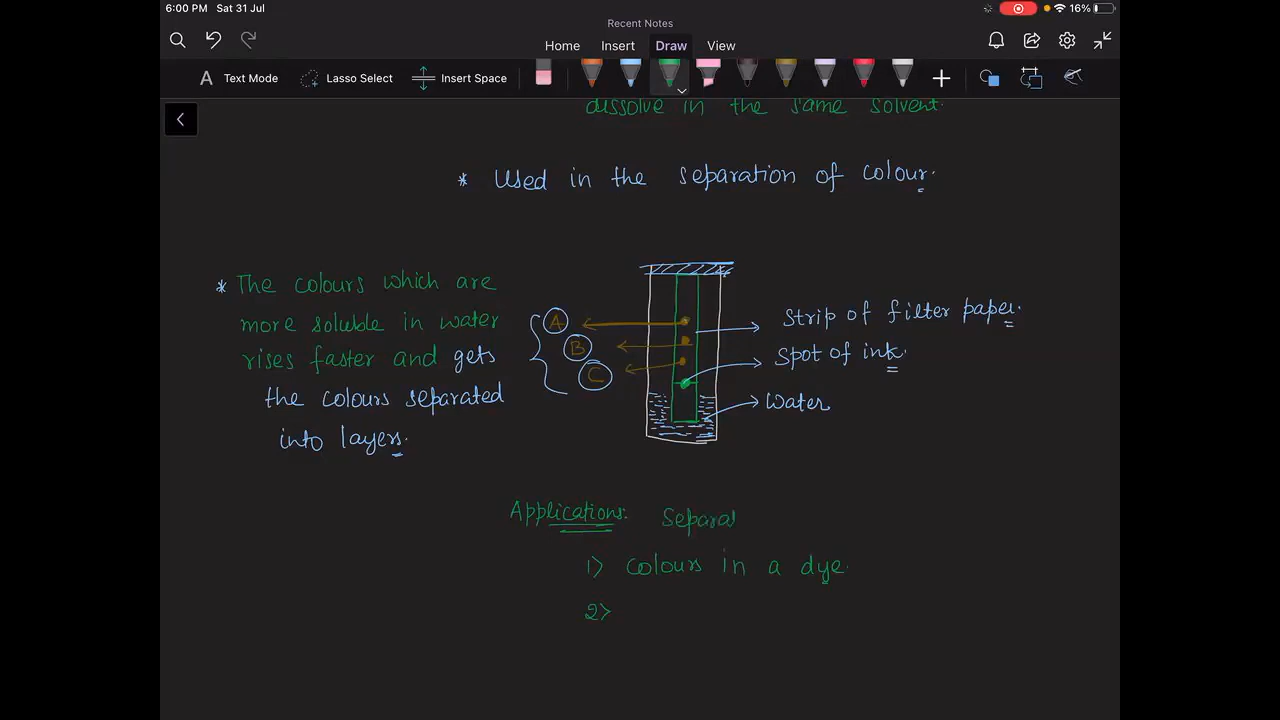 6:00 PM Sat 31 Jul
16%
Recent Notes
Home Insert Draw View
A Text Mode Lasso Select Insert Space
dissolve in the same solvent.
* Used in the separation of colour.
* The colours which are
more soluble in water
rises faster and gets
the colours separated
into layers.
A
B
C
Strip of filter paper.
Spot of ink.
Water
Applications: Separat
1) Colours in a dye.
2)